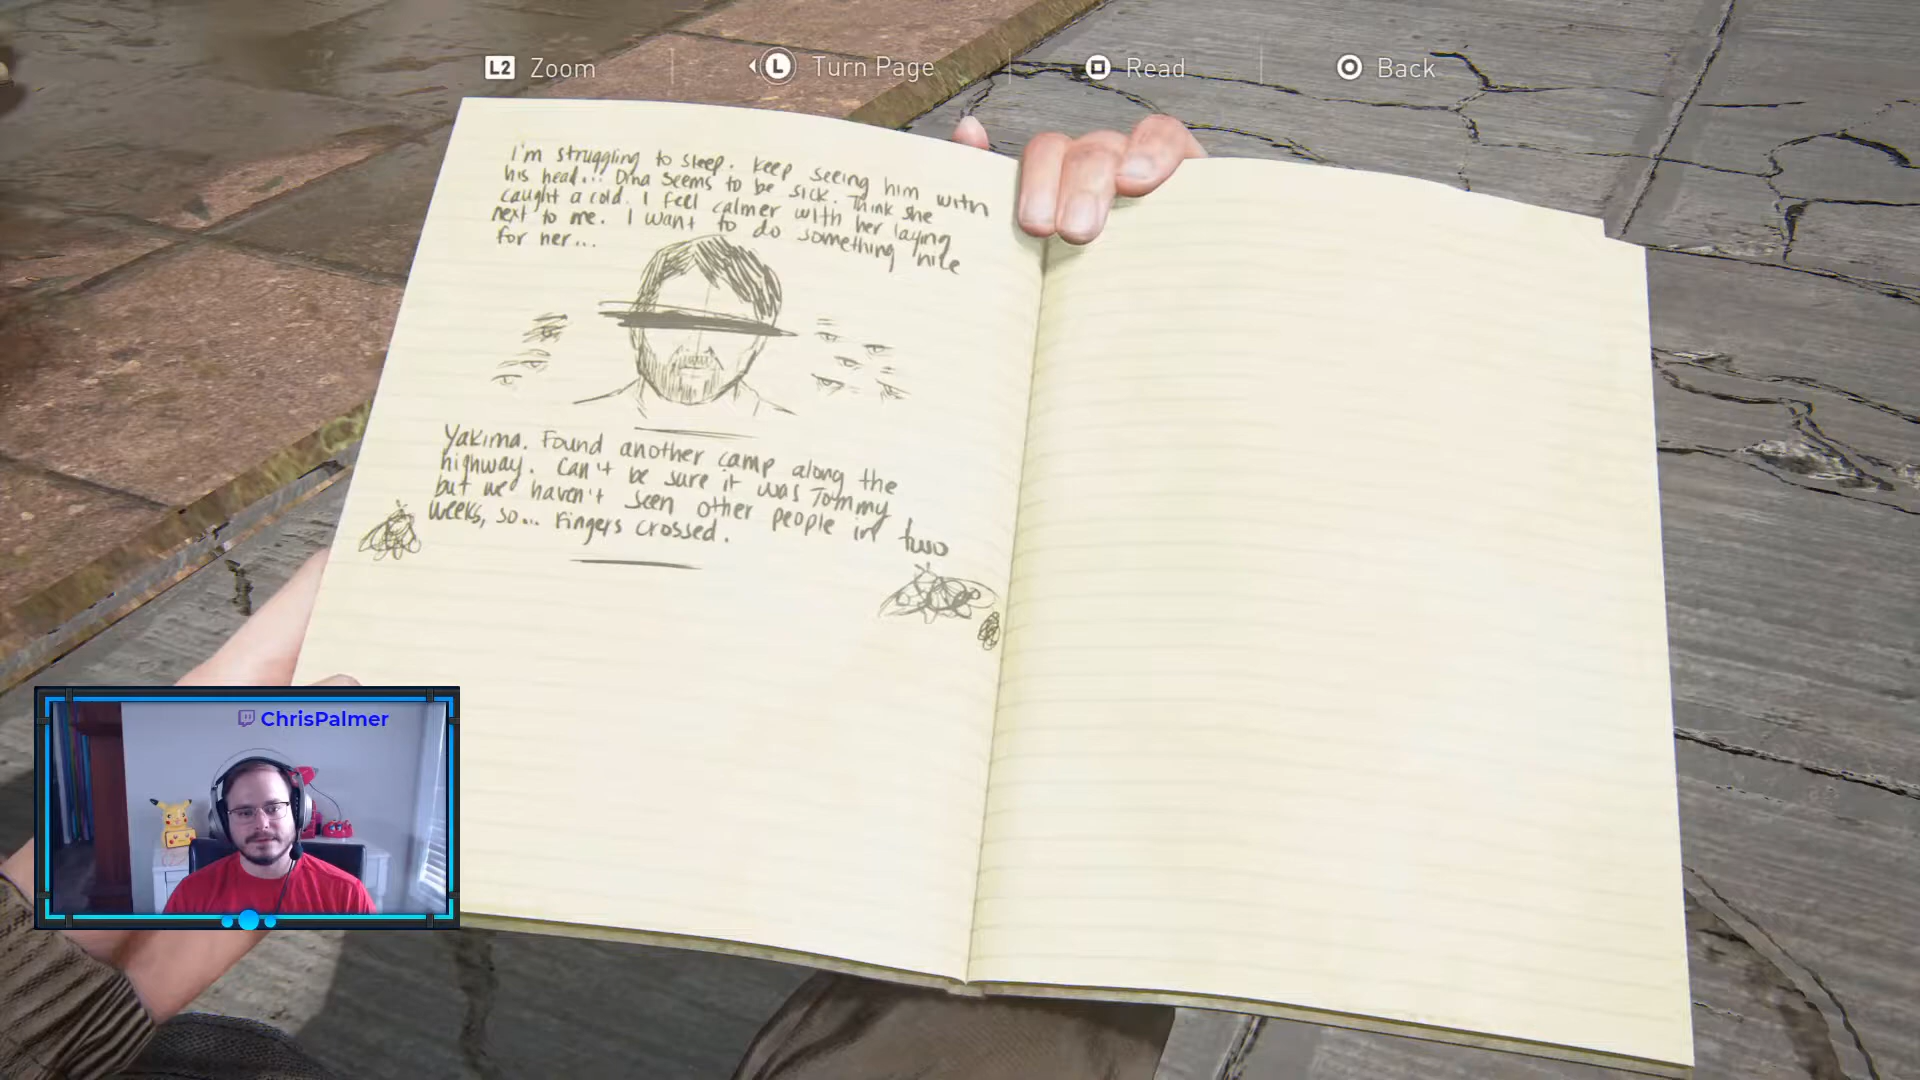 L2 Zoom
L Turn Page
Read
Back
I'm struggling to sleep. Keep seeing him with
his head... Dina seems to be sick. Think she
caught a cold. I feel calmer with her laying
next to me. I want to do something nice
for her...
Yakima. Found another camp along the
highway. Can't be sure it was Tommy
but we haven't seen other people in two
weeks, so... Fingers crossed.
ChrisPalmer